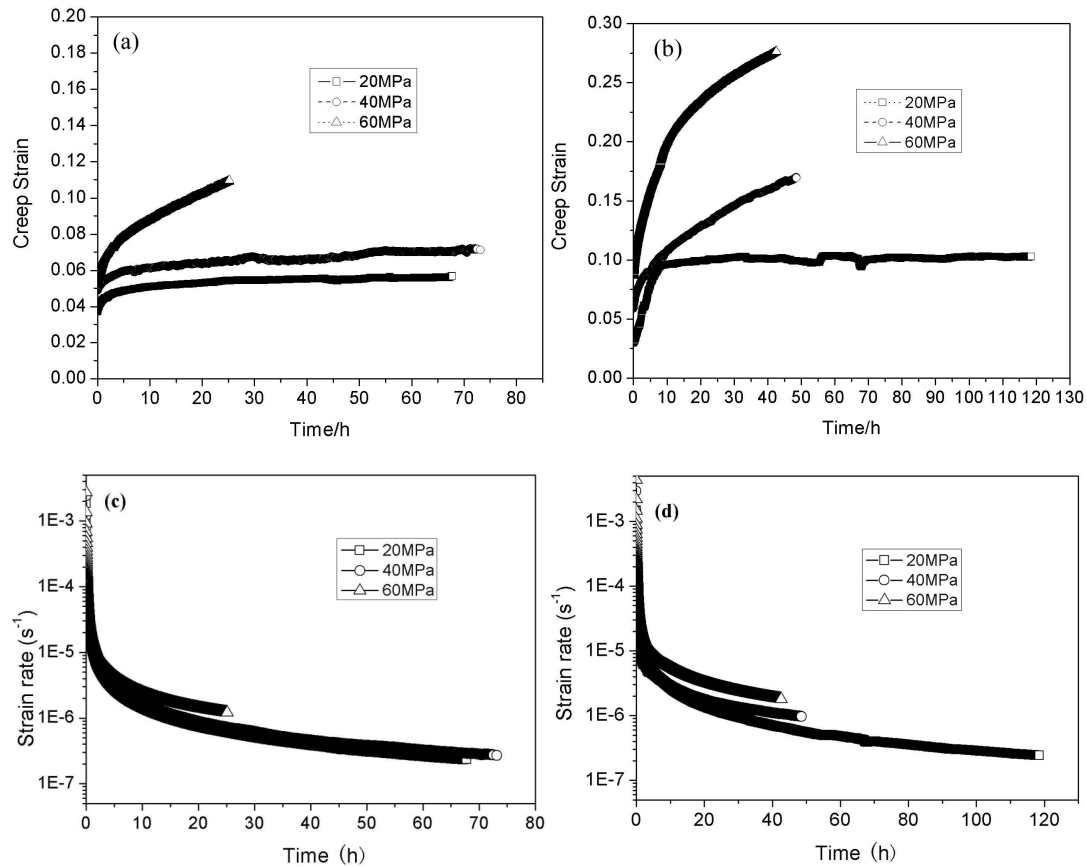 (a)
0.20
0.18
0.16
0.14
0.12
0.10
0.08
0.06
0.04
0.02
0.00
Creep Strain
20MPa
40MPa
60MPa
0 10 20 30 40 50 60 70 80
Time/h
(b)
0.30
0.25
0.20
0.15
0.10
0.05
0.00
Creep Strain
20MPa
40MPa
60MPa
0 10 20 30 40 50 60 70 80 90 100 110 120 130
Time/h
(c)
1E-3
1E-4
1E-5
1E-6
1E-7
Strain rate (s⁻¹)
20MPa
40MPa
60MPa
0 10 20 30 40 50 60 70 80
Time (h)
(d)
1E-3
1E-4
1E-5
1E-6
1E-7
Strain rate (s⁻¹)
20MPa
40MPa
60MPa
0 20 40 60 80 100 120
Time (h)